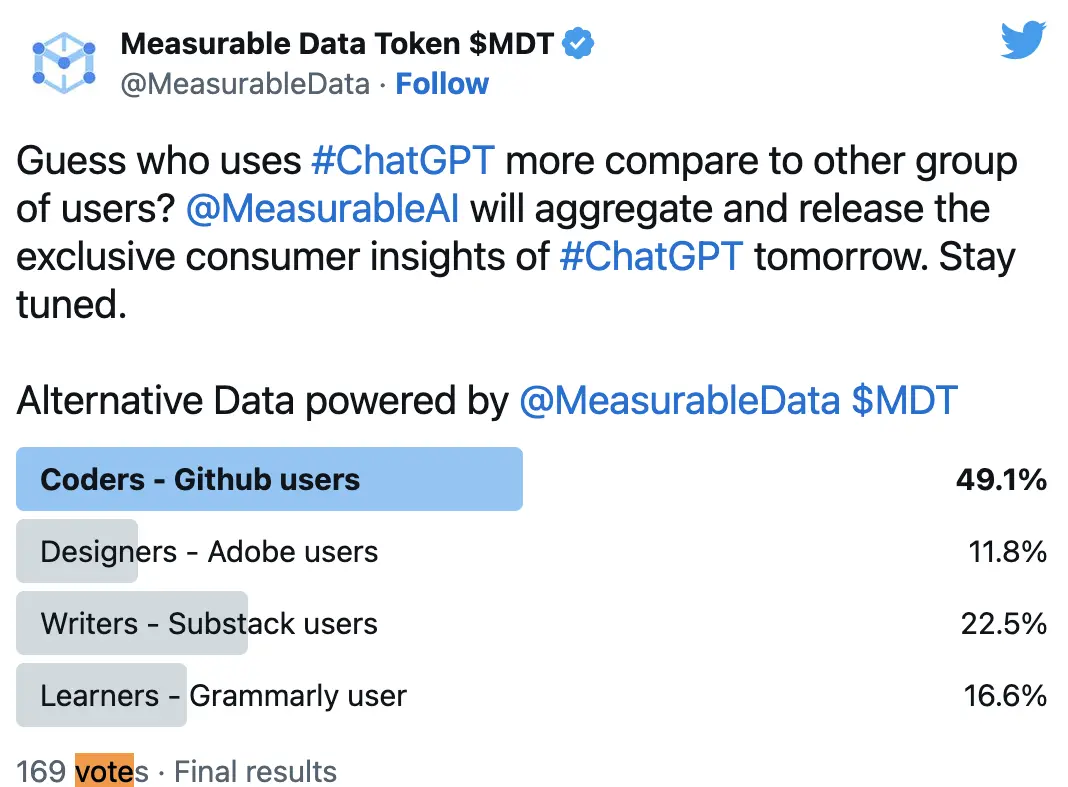 Measurable Data Token $MDT
@MeasurableData · Follow
Guess who uses #ChatGPT more compare to other group
of users? @MeasurableAI will aggregate and release the
exclusive consumer insights of #ChatGPT tomorrow. Stay
tuned.
Alternative Data powered by @MeasurableData $MDT
Coders - Github users 49.1%
Designers - Adobe users 11.8%
Writers - Substack users 22.5%
Learners - Grammarly user 16.6%
169 votes · Final results